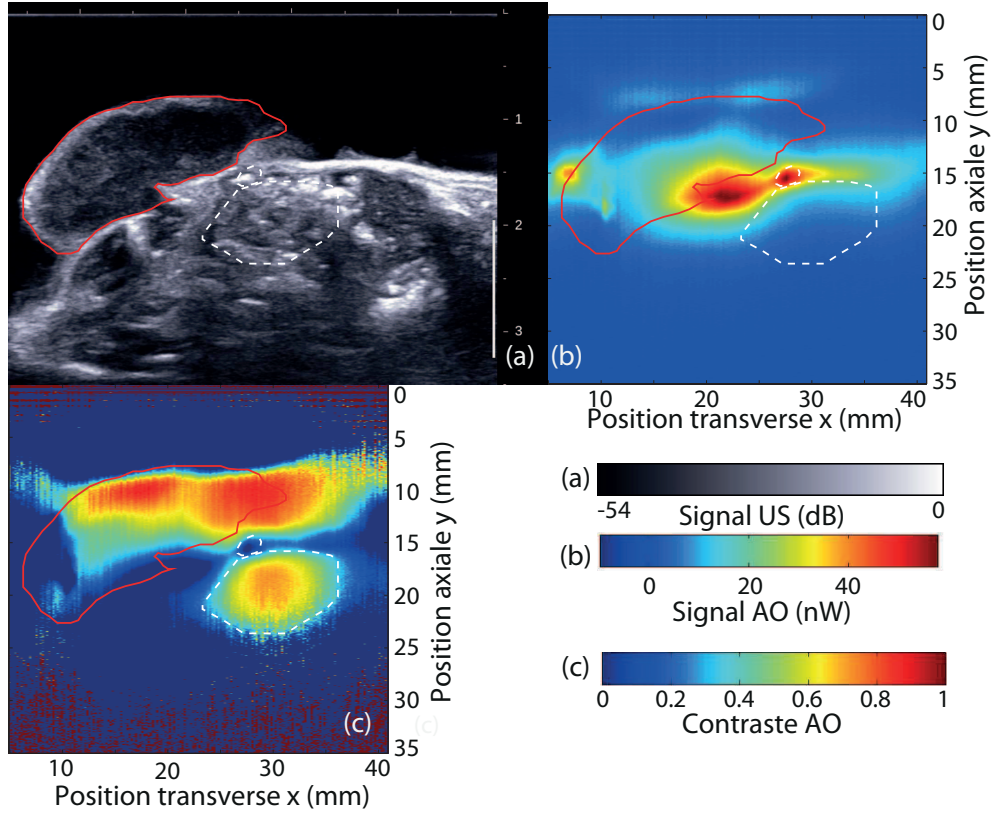 1
2
3
(a)
(b)
0
5
10
15
20
25
30
35
Position axiale y (mm)
10
20
30
40
Position transverse x (mm)
0
5
10
15
20
25
30
35
Position axiale y (mm)
(c)
(c)
10
20
30
40
Position transverse x (mm)
(a)
-54
0
Signal US (dB)
(b)
0
20
40
Signal AO (nW)
(c)
0
0.2
0.4
0.6
0.8
1
Contraste AO